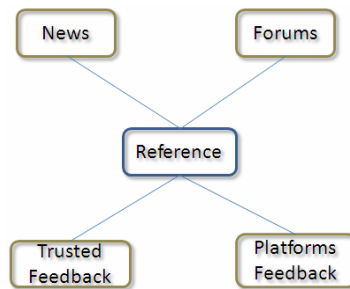 News
Forums
Reference
Trusted
Feedback
Platforms
Feedback